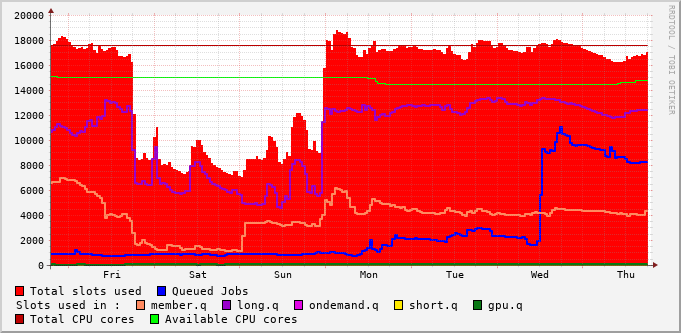 20000
18000
16000
14000
12000
10000
8000
6000
4000
2000
0
Fri Sat Sun Mon Tue Wed Thu
RRDTOOL / TOBI OETIKER
Total slots used Queued Jobs
Slots used in : member.q long.q ondemand.q short.q gpu.q
Total CPU cores Available CPU cores